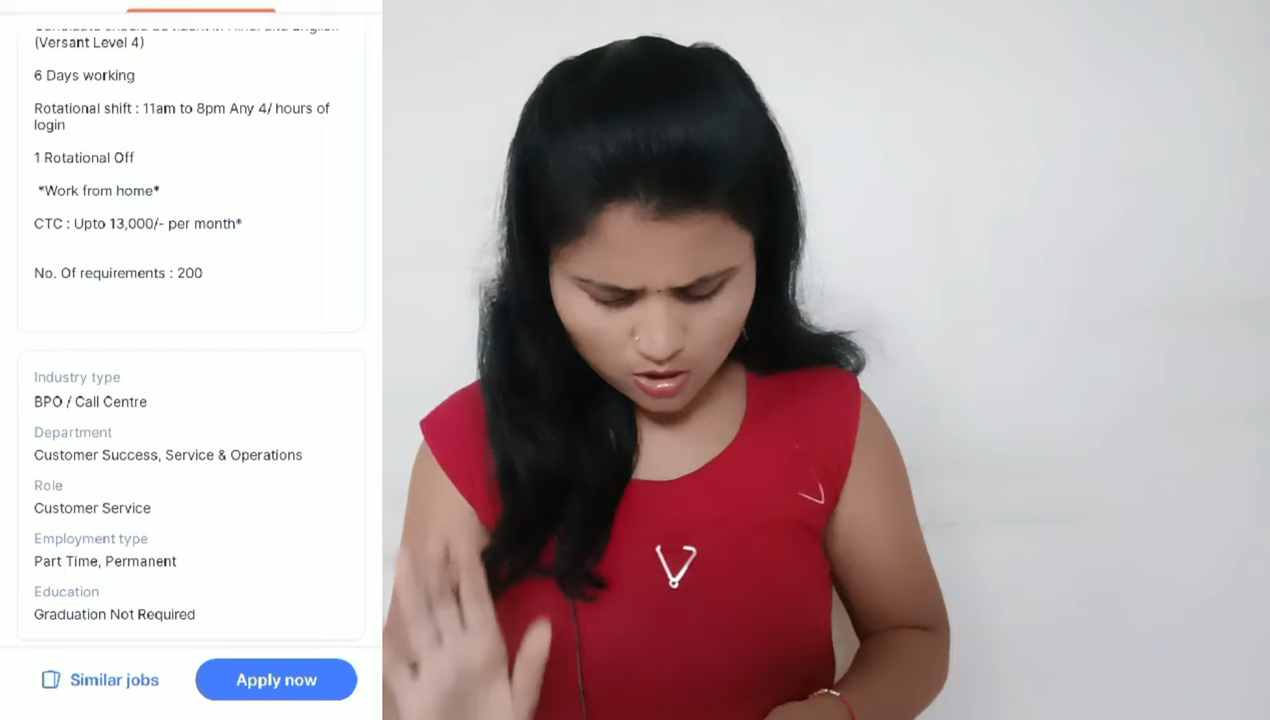 (Versant Level 4)
6 Days working
Rotational shift : 11am to 8pm Any 4/ hours of
login
1 Rotational Off
*Work from home*
CTC : Upto 13,000/- per month*
No. Of requirements : 200
Industry type
BPO / Call Centre
Department
Customer Success, Service & Operations
Role
Customer Service
Employment type
Part Time, Permanent
Education
Graduation Not Required
Similar jobs
Apply now